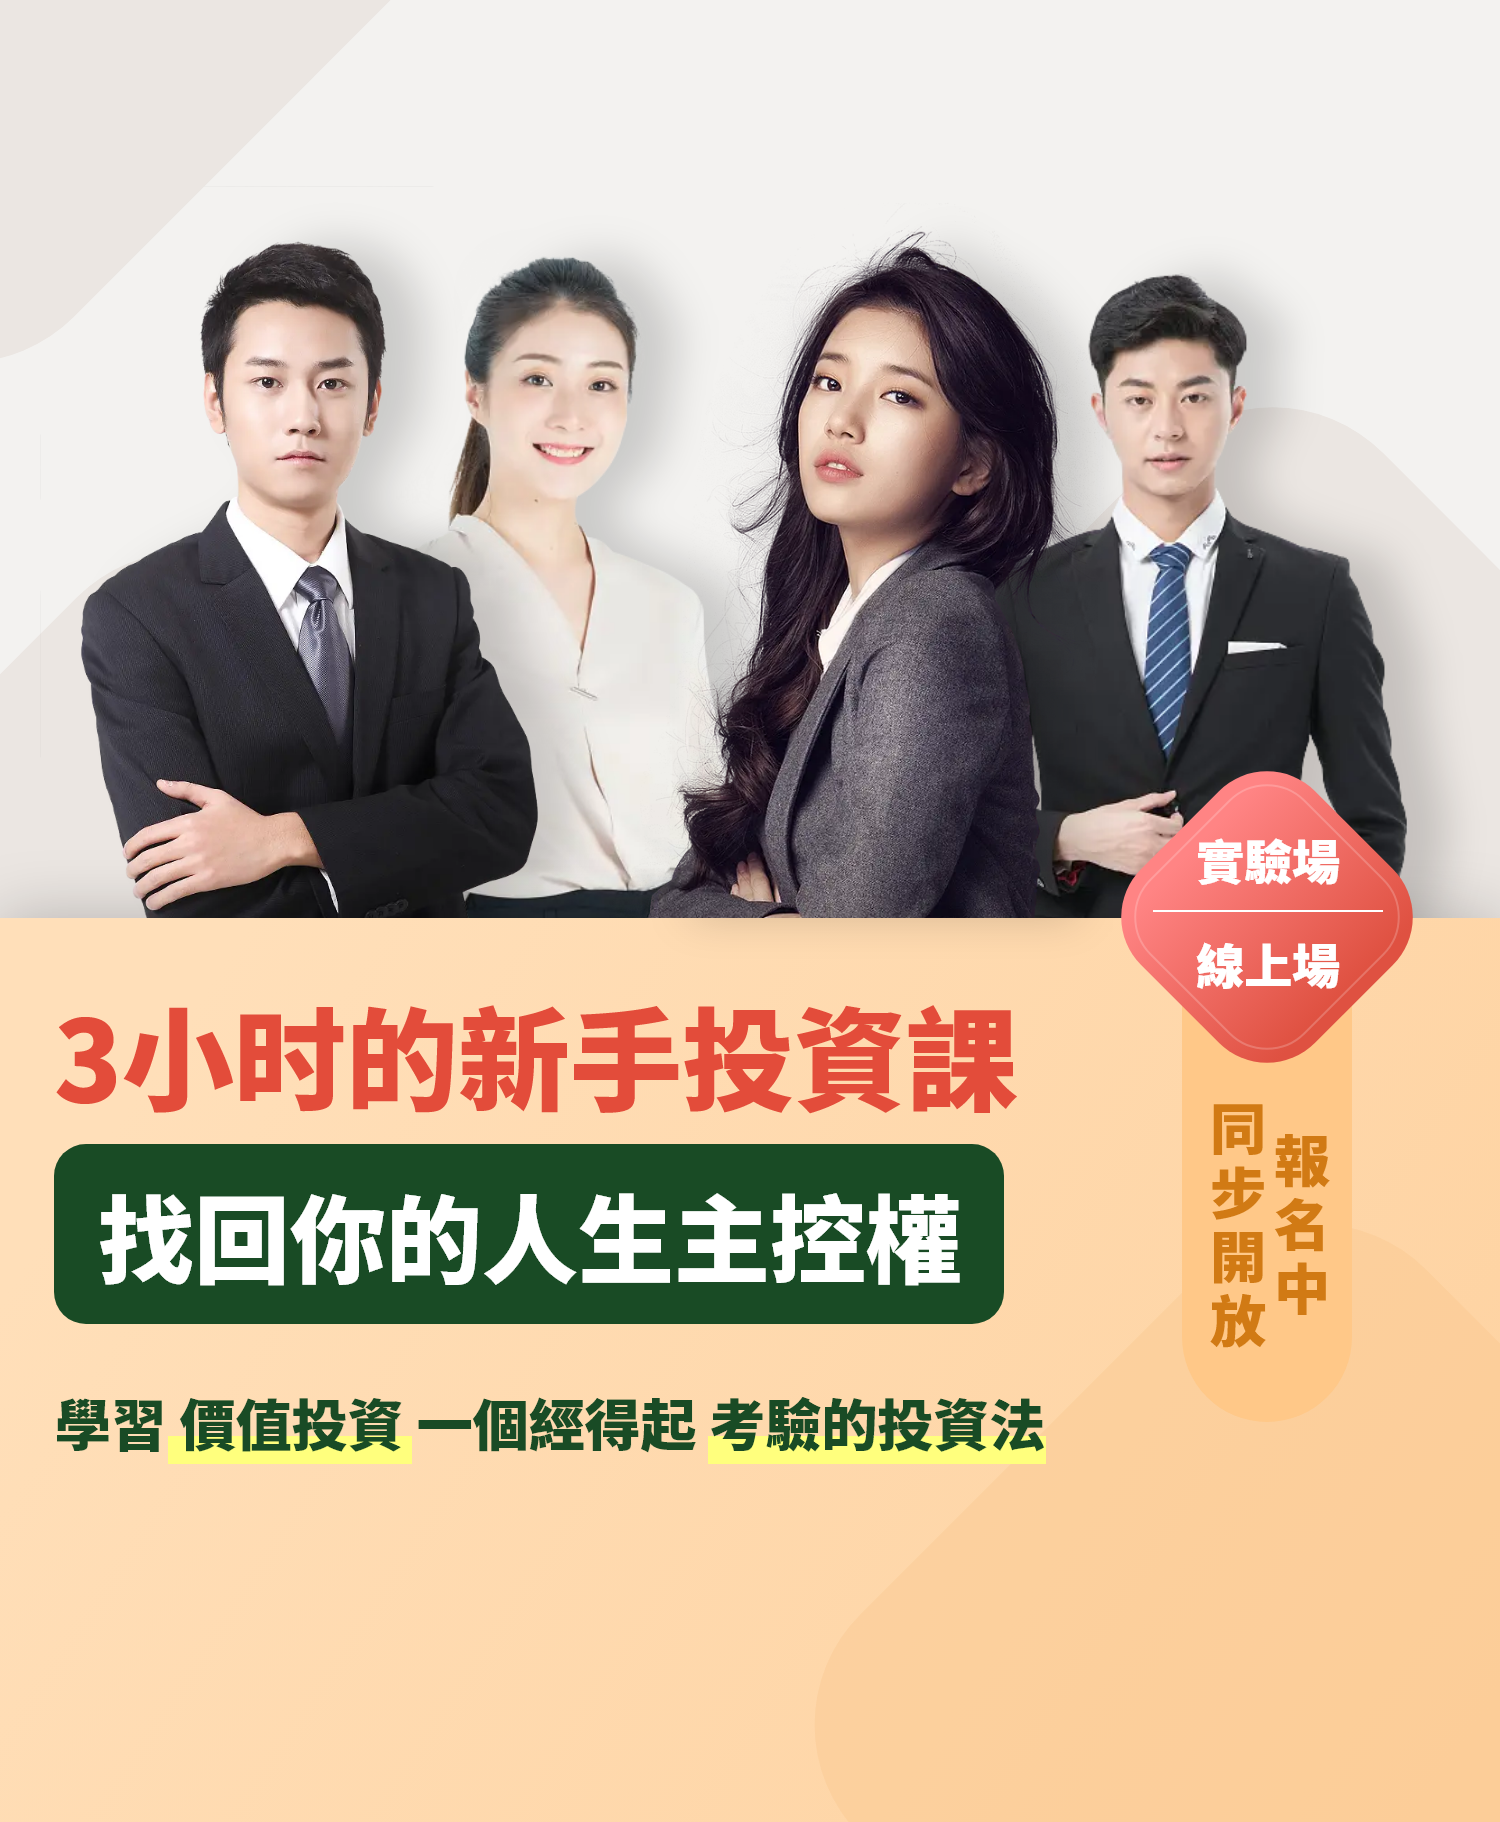 實驗場
線上場
3小时的新手投資課
找回你的人生主控權
報名中
同步開放
學習 價值投資 一個經得起 考驗的投資法